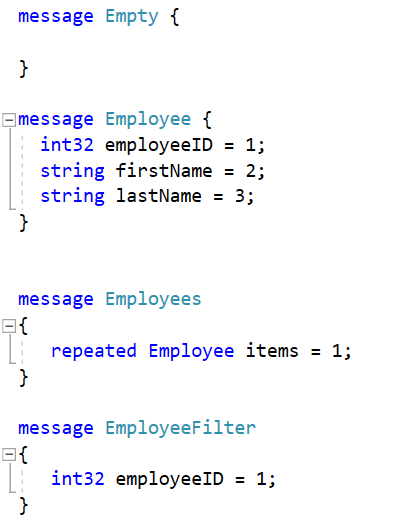 message Empty {
}
message Employee {
int32 employeeID = 1;
string firstName = 2;
string lastName = 3;
}
message Employees
{
repeated Employee items = 1;
}
message EmployeeFilter
{
int32 employeeID = 1;
}